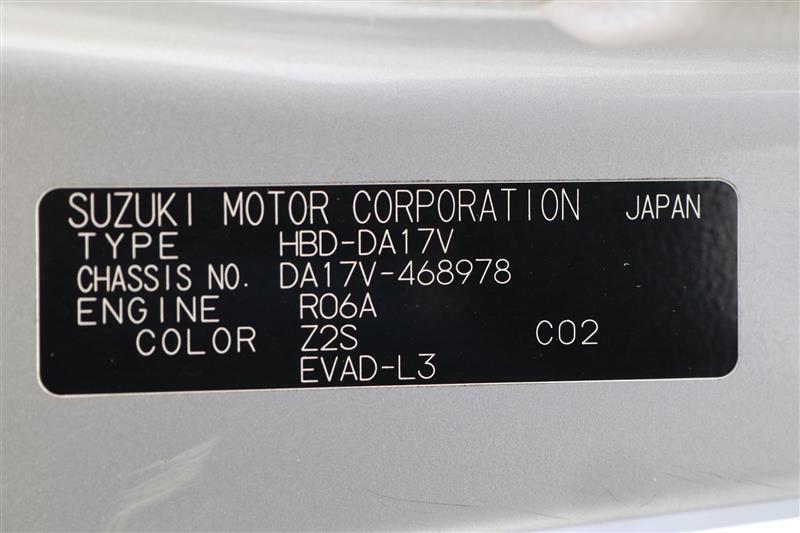 SUZUKI MOTOR CORPORATION JAPAN
TYPE HBD-DA17V
CHASSIS NO. DA17V-468978
ENGINE R06A
COLOR Z2S C02
EVAD-L3